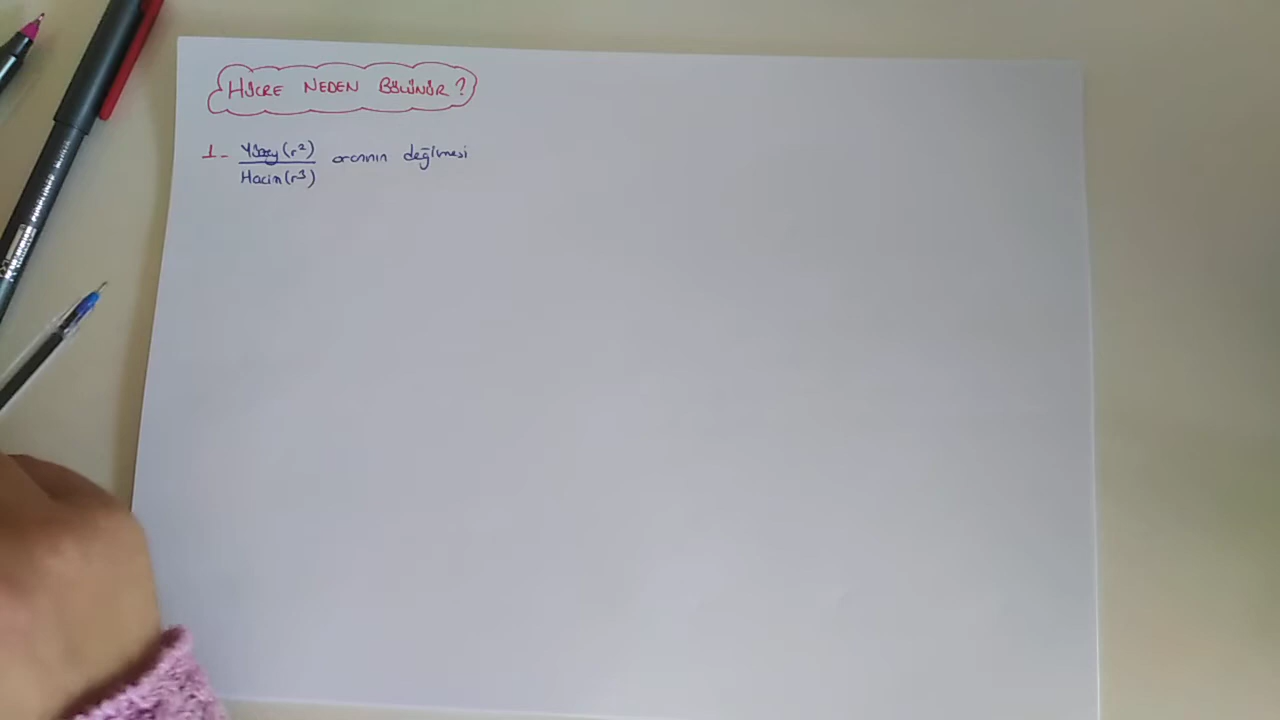 HÜCRE NEDEN BÖLÜNÜR?
1- Yüzey(r²)
Hacim(r³)
oranının değişmesi